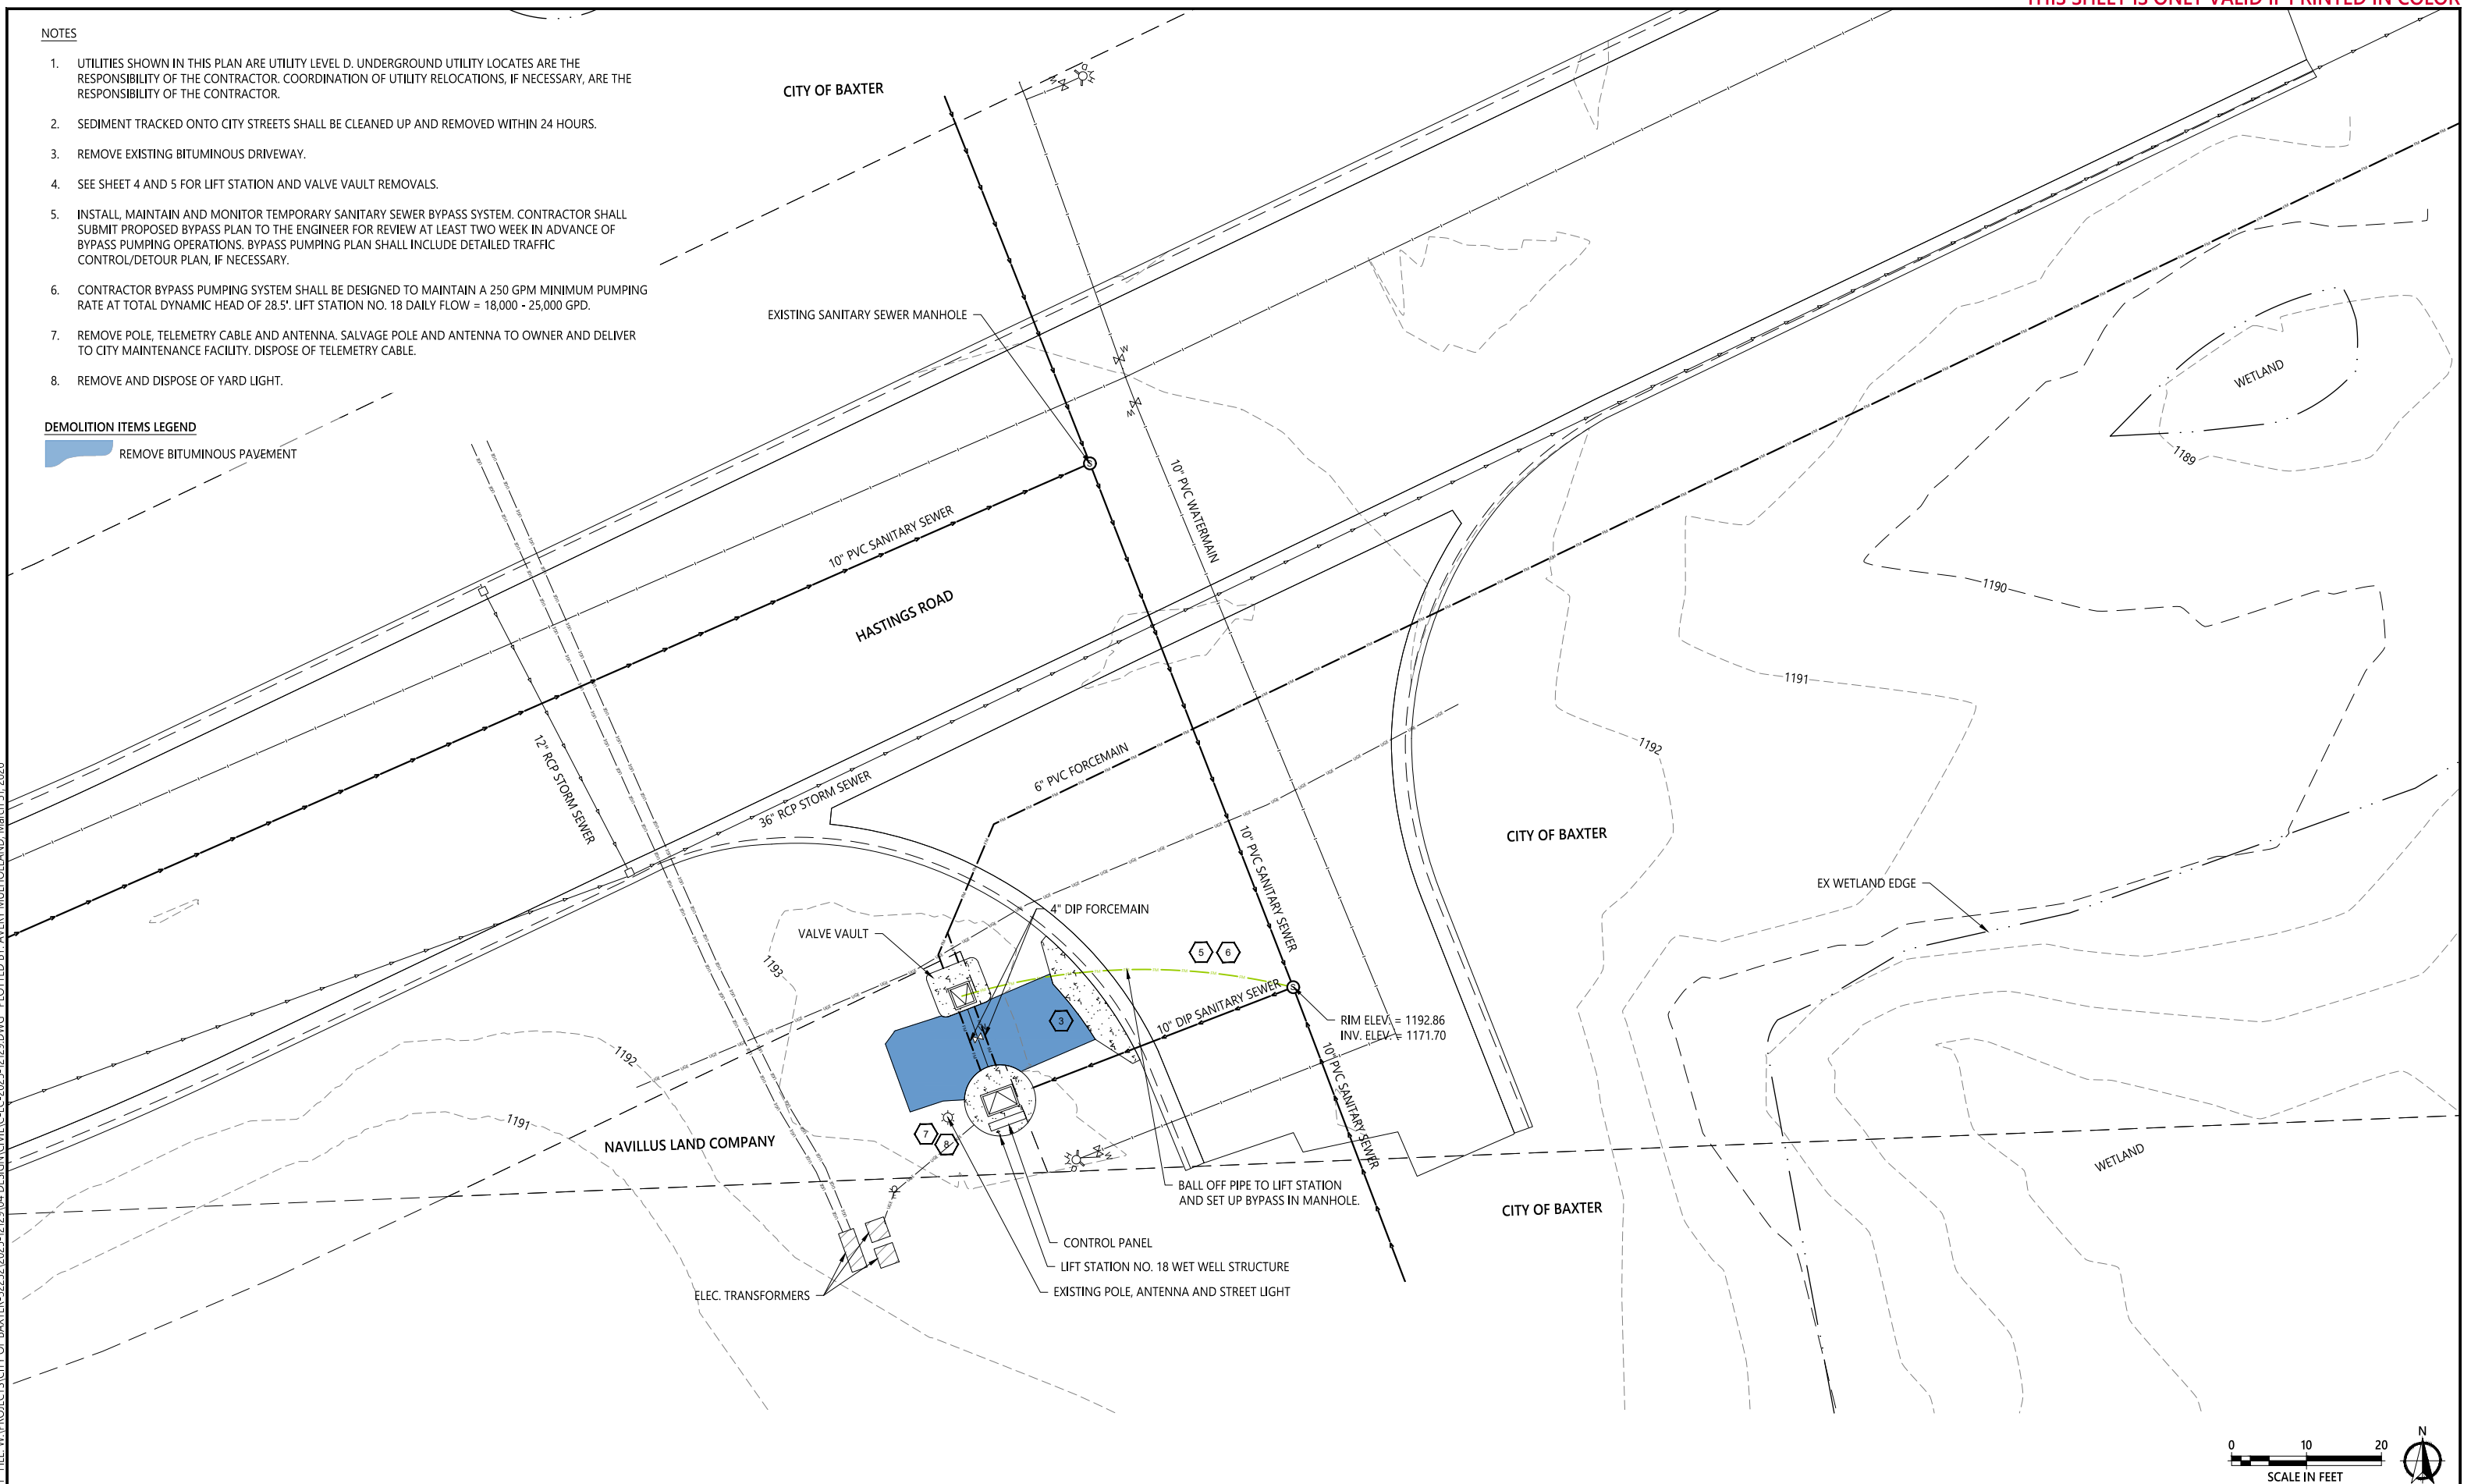 THIS SHEET IS ONLY VALID IF PRINTED IN COLOR
NOTES
1. UTILITIES SHOWN IN THIS PLAN ARE UTILITY LEVEL D. UNDERGROUND UTILITY LOCATES ARE THE
RESPONSIBILITY OF THE CONTRACTOR. COORDINATION OF UTILITY RELOCATIONS, IF NECESSARY, ARE THE
RESPONSIBILITY OF THE CONTRACTOR.
2. SEDIMENT TRACKED ONTO CITY STREETS SHALL BE CLEANED UP AND REMOVED WITHIN 24 HOURS.
3. REMOVE EXISTING BITUMINOUS DRIVEWAY.
4. SEE SHEET 4 AND 5 FOR LIFT STATION AND VALVE VAULT REMOVALS.
5. INSTALL, MAINTAIN AND MONITOR TEMPORARY SANITARY SEWER BYPASS SYSTEM. CONTRACTOR SHALL
SUBMIT PROPOSED BYPASS PLAN TO THE ENGINEER FOR REVIEW AT LEAST TWO WEEK IN ADVANCE OF
BYPASS PUMPING OPERATIONS. BYPASS PUMPING PLAN SHALL INCLUDE DETAILED TRAFFIC
CONTROL/DETOUR PLAN, IF NECESSARY.
6. CONTRACTOR BYPASS PUMPING SYSTEM SHALL BE DESIGNED TO MAINTAIN A 250 GPM MINIMUM PUMPING
RATE AT TOTAL DYNAMIC HEAD OF 28.5'. LIFT STATION NO. 18 DAILY FLOW = 18,000 - 25,000 GPD.
7. REMOVE POLE, TELEMETRY CABLE AND ANTENNA. SALVAGE POLE AND ANTENNA TO OWNER AND DELIVER
TO CITY MAINTENANCE FACILITY. DISPOSE OF TELEMETRY CABLE.
8. REMOVE AND DISPOSE OF YARD LIGHT.
DEMOLITION ITEMS LEGEND
REMOVE BITUMINOUS PAVEMENT
CITY OF BAXTER
EXISTING SANITARY SEWER MANHOLE
WETLAND
1189
10" PVC WATERMAIN
10" PVC SANITARY SEWER
HASTINGS ROAD
1190
1191
1192
12" RCP STORM SEWER
36" RCP STORM SEWER
6" PVC FORCEMAIN
10" PVC SANITARY SEWER
CITY OF BAXTER
EX WETLAND EDGE
4" DIP FORCEMAIN
VALVE VAULT
5
6
1193
3
10" DIP SANITARY SEWER
RIM ELEV. = 1192.86
INV. ELEV. = 1171.70
10" PVC SANITARY SEWER
1192
1191
7
8
NAVILLUS LAND COMPANY
WETLAND
BALL OFF PIPE TO LIFT STATION
AND SET UP BYPASS IN MANHOLE.
CITY OF BAXTER
CONTROL PANEL
LIFT STATION NO. 18 WET WELL STRUCTURE
EXISTING POLE, ANTENNA AND STREET LIGHT
ELEC. TRANSFORMERS
0 10 20
SCALE IN FEET
N